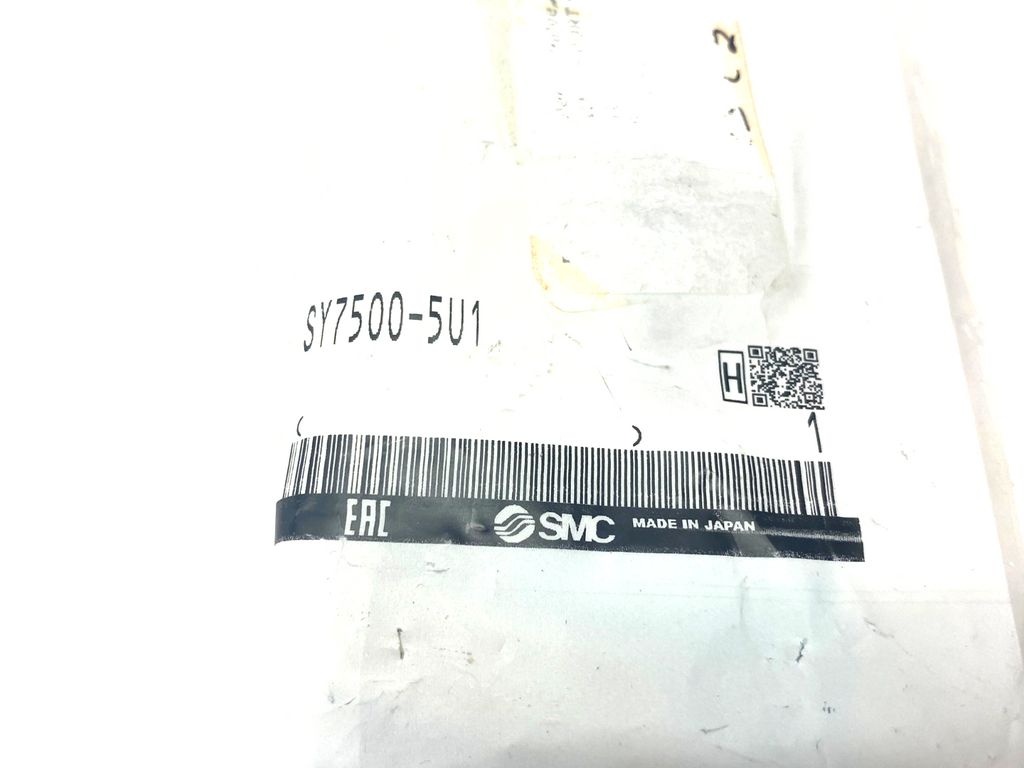 SY7500-5U1
H
( ) 1
EAC SMC MADE IN JAPAN